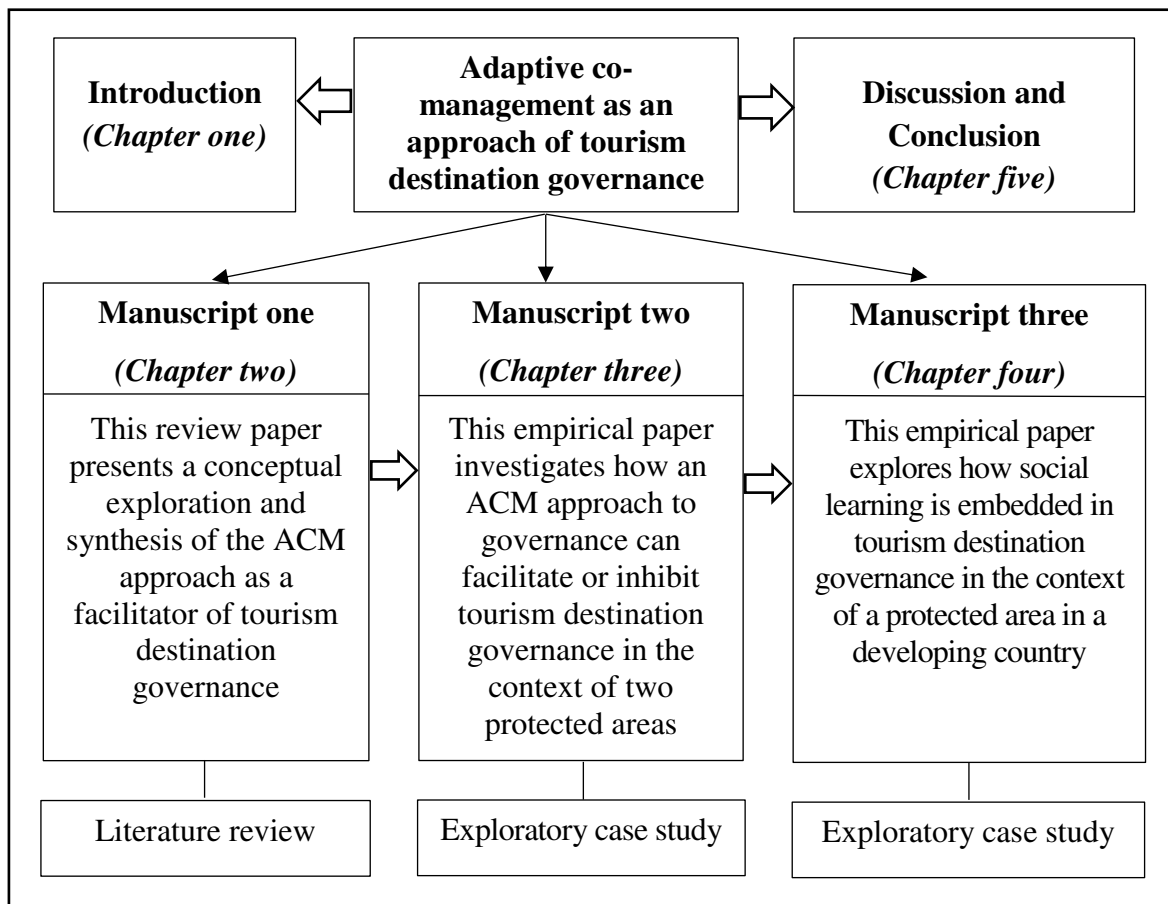 Introduction
(Chapter one)
Adaptive co-
management as an
approach of tourism
destination governance
Discussion and
Conclusion
(Chapter five)
Manuscript one
(Chapter two)
This review paper
presents a conceptual
exploration and
synthesis of the ACM
approach as a
facilitator of tourism
destination
governance
Literature review
Manuscript two
(Chapter three)
This empirical paper
investigates how an
ACM approach to
governance can
facilitate or inhibit
tourism destination
governance in the
context of two
protected areas
Exploratory case study
Manuscript three
(Chapter four)
This empirical paper
explores how social
learning is embedded in
tourism destination
governance in the context
of a protected area in a
developing country
Exploratory case study